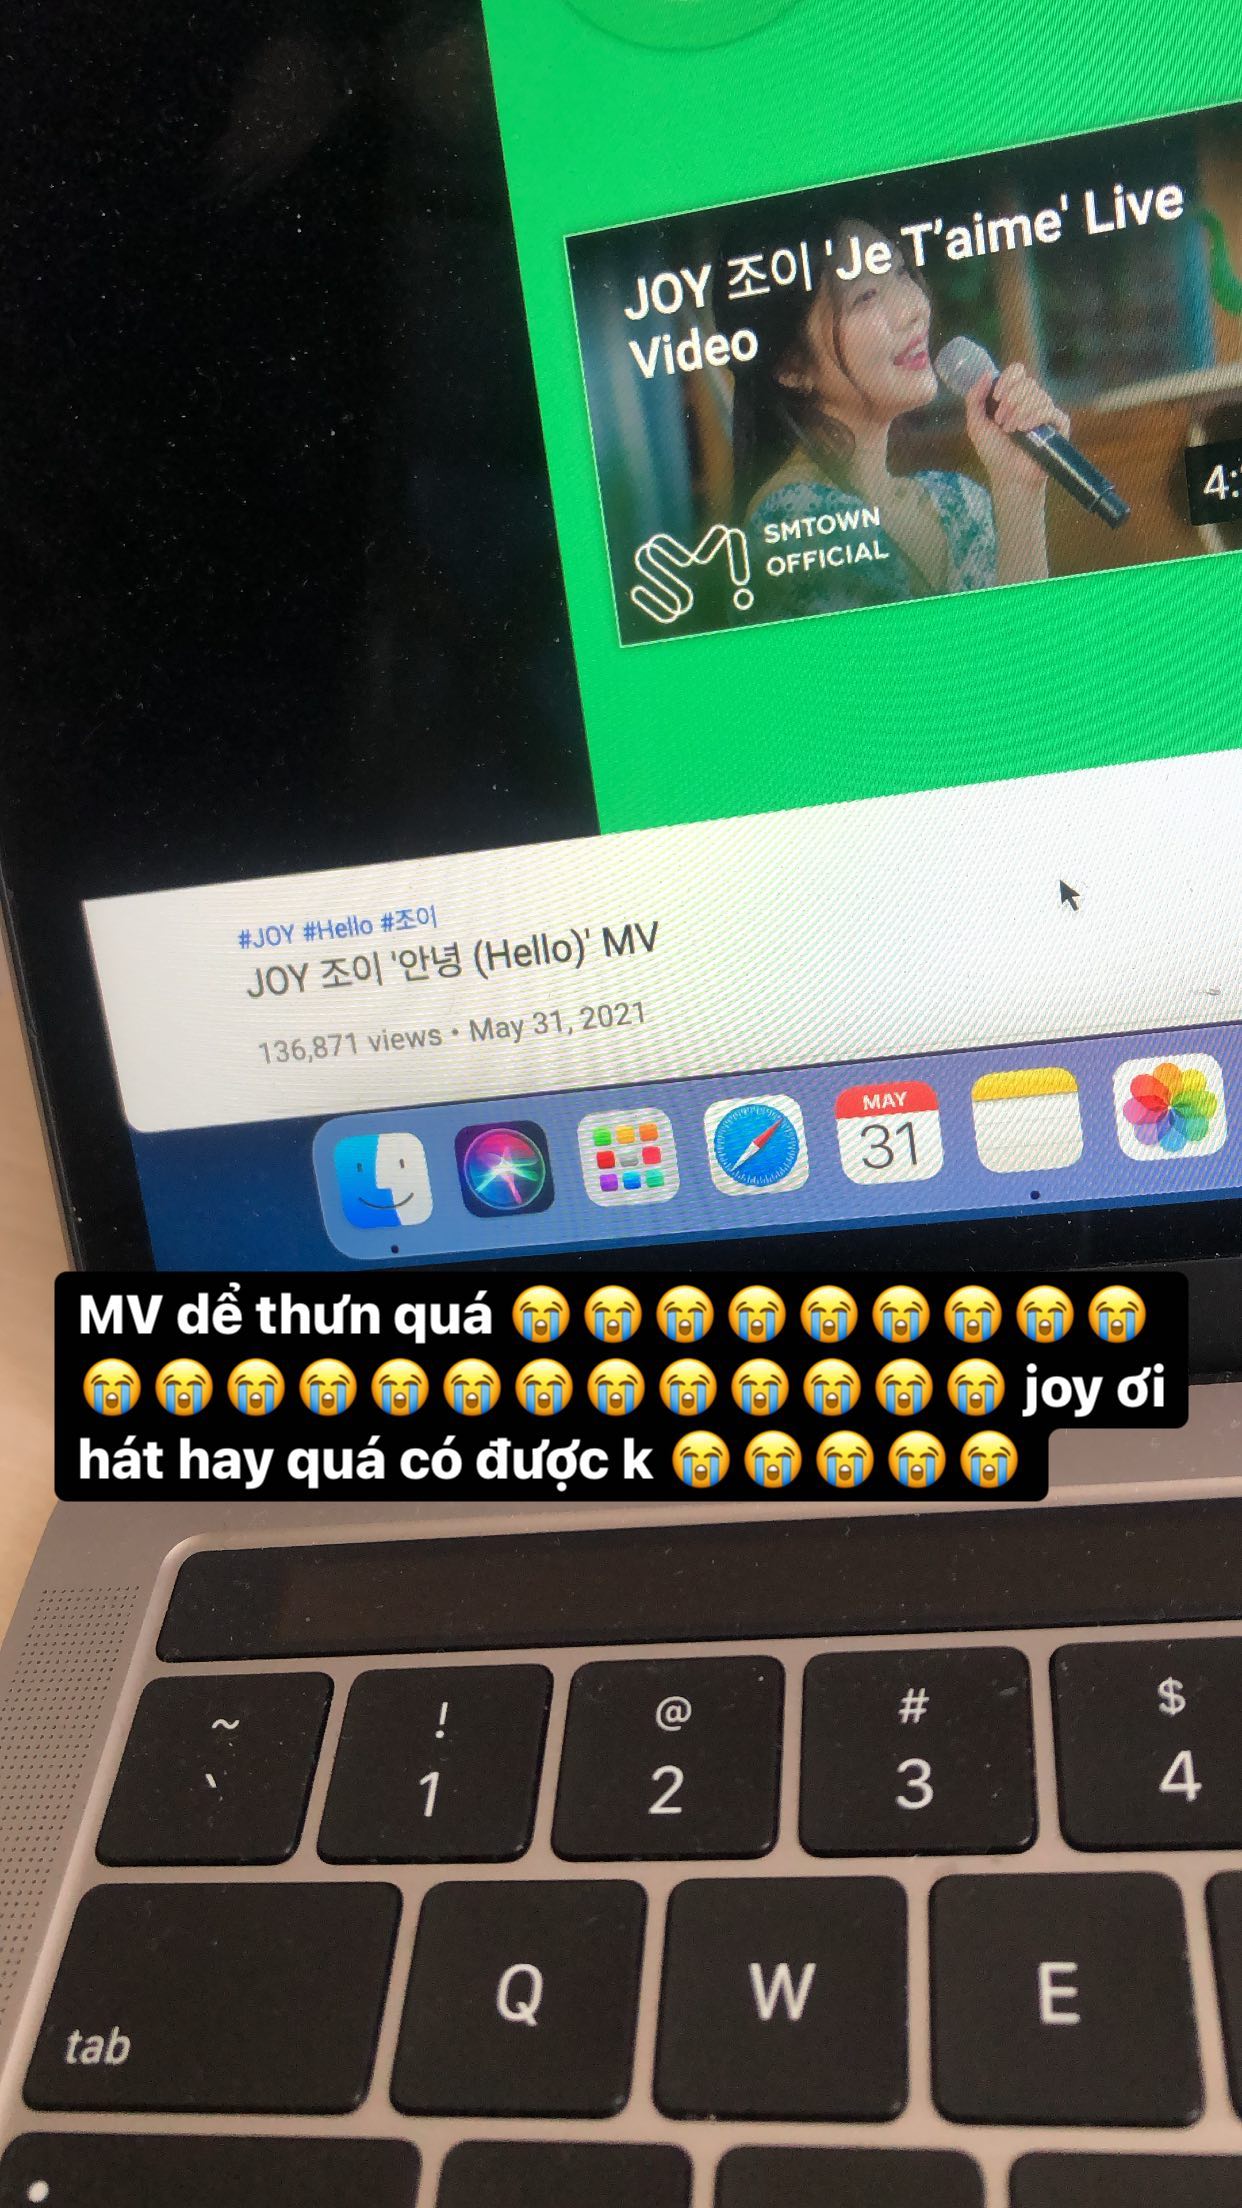 JOY 조이 'Je T'aime' Live
Video
4:
SMTOWN
OFFICIAL
#JOY #Hello #조이
JOY 조이 '안녕 (Hello)' MV
136,871 views • May 31, 2021
MAY
31
MV dể thưn quá 😭😭😭😭😭😭😭😭😭
😭😭😭😭😭😭😭😭😭😭😭😭😭 joy ơi
hát hay quá có được k 😭😭😭😭😭
~ ! @ # $
` 1 2 3 4
Q W E
tab